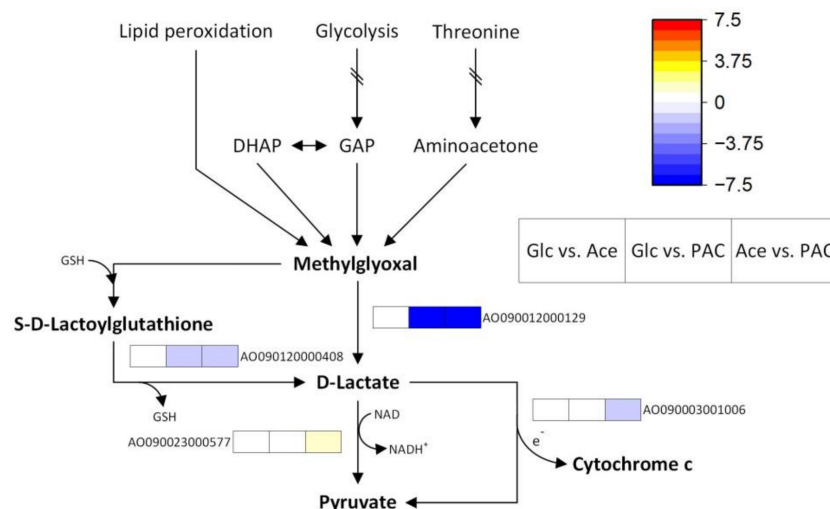 Lipid peroxidation Glycolysis Threonine
7.5
3.75
0
−3.75
−7.5
DHAP GAP Aminoacetone
Glc vs. Ace Glc vs. PAC Ace vs. PAC
GSH
Methylglyoxal
S-D-Lactoylglutathione
AO090012000129
AO090120000408
D-Lactate
GSH
NAD
AO090003001006
AO090023000577
NADH⁺
e⁻
Cytochrome c
Pyruvate